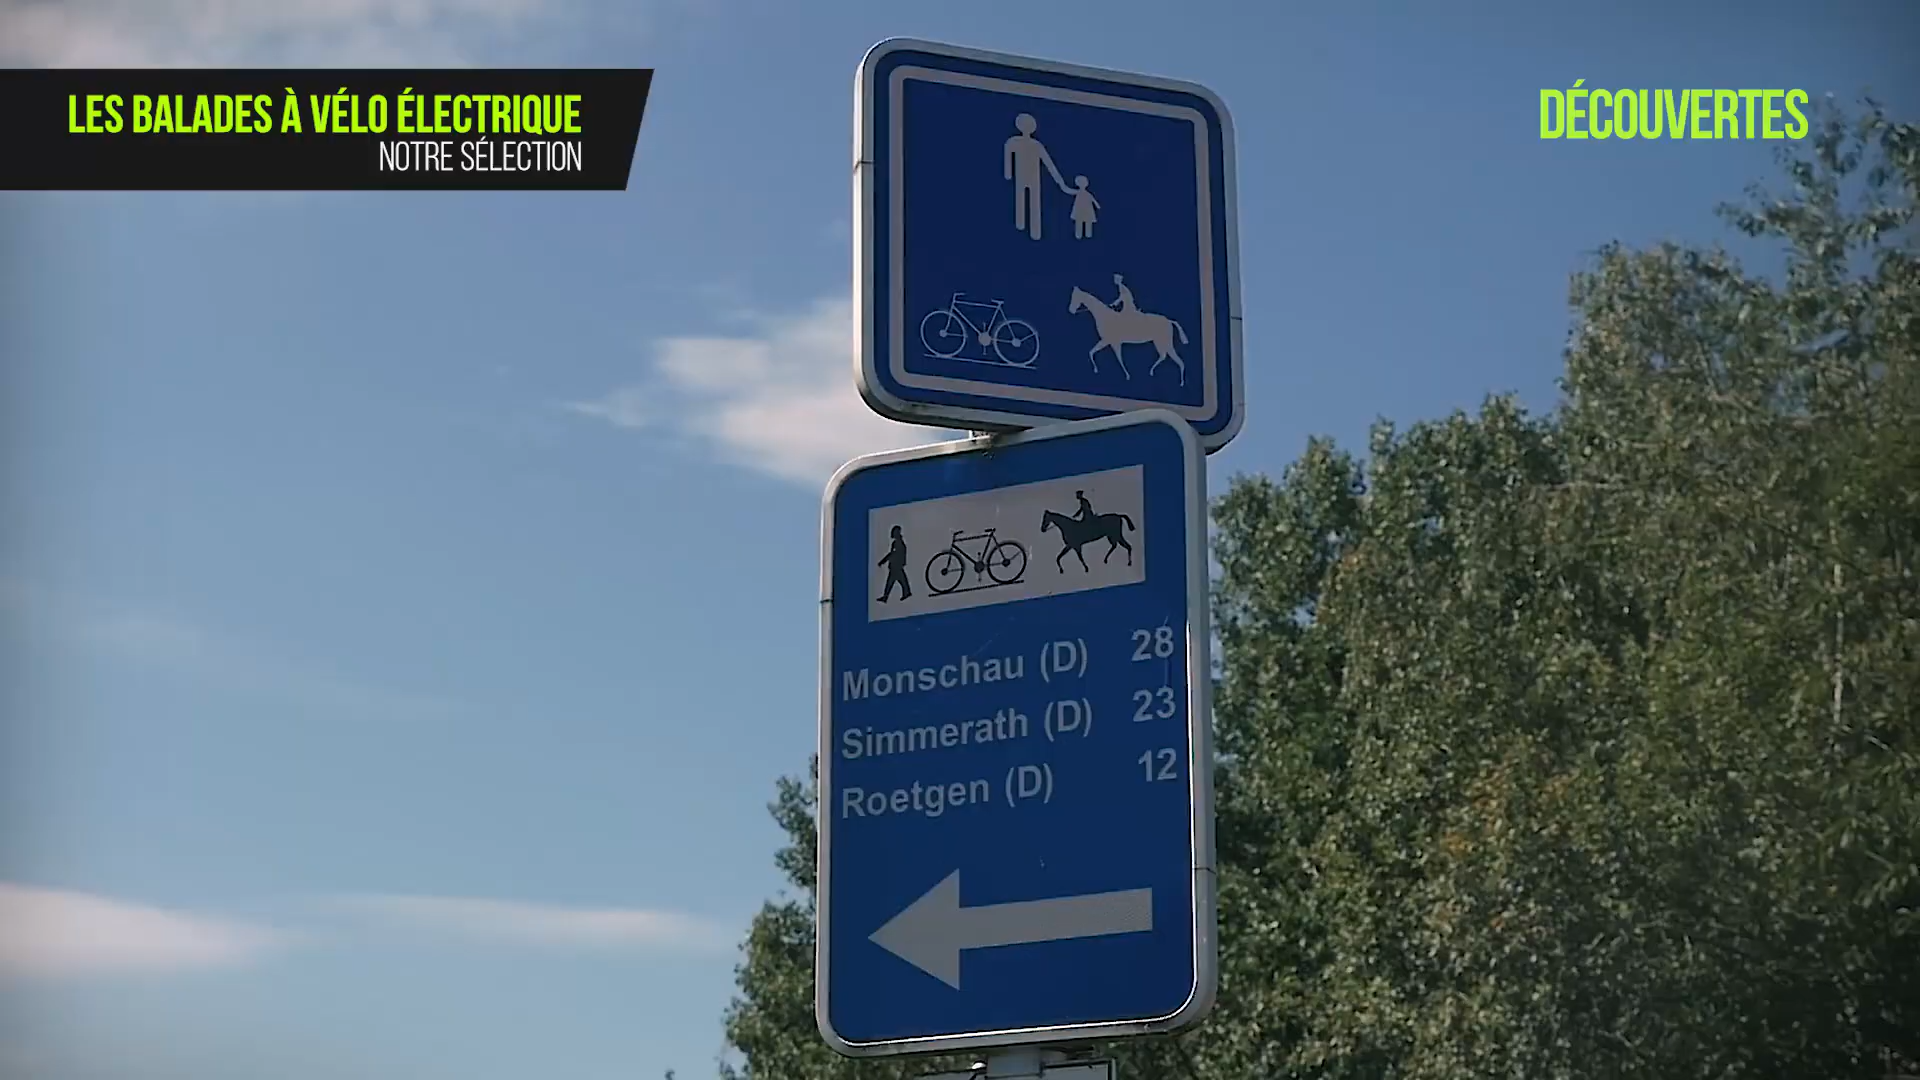 LES BALADES À VÉLO ÉLECTRIQUE
NOTRE SÉLECTION
DÉCOUVERTES
Monschau (D) 28
Simmerath (D) 23
Roetgen (D) 12